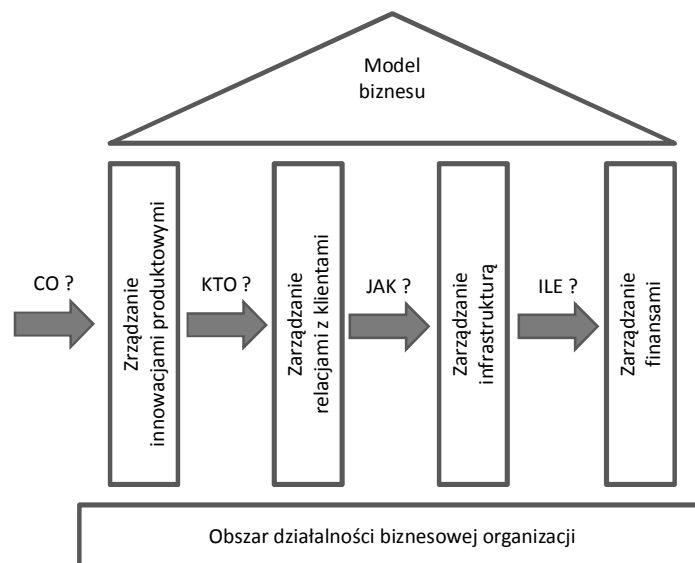 Model
biznesu
CO ?
Zrządzanie
innowacjami produktowymi
KTO ?
Zarządzanie
relacjami z klientami
JAK ?
Zarządzanie
infrastrukturą
ILE ?
Zarządzanie
finansami
Obszar działalności biznesowej organizacji